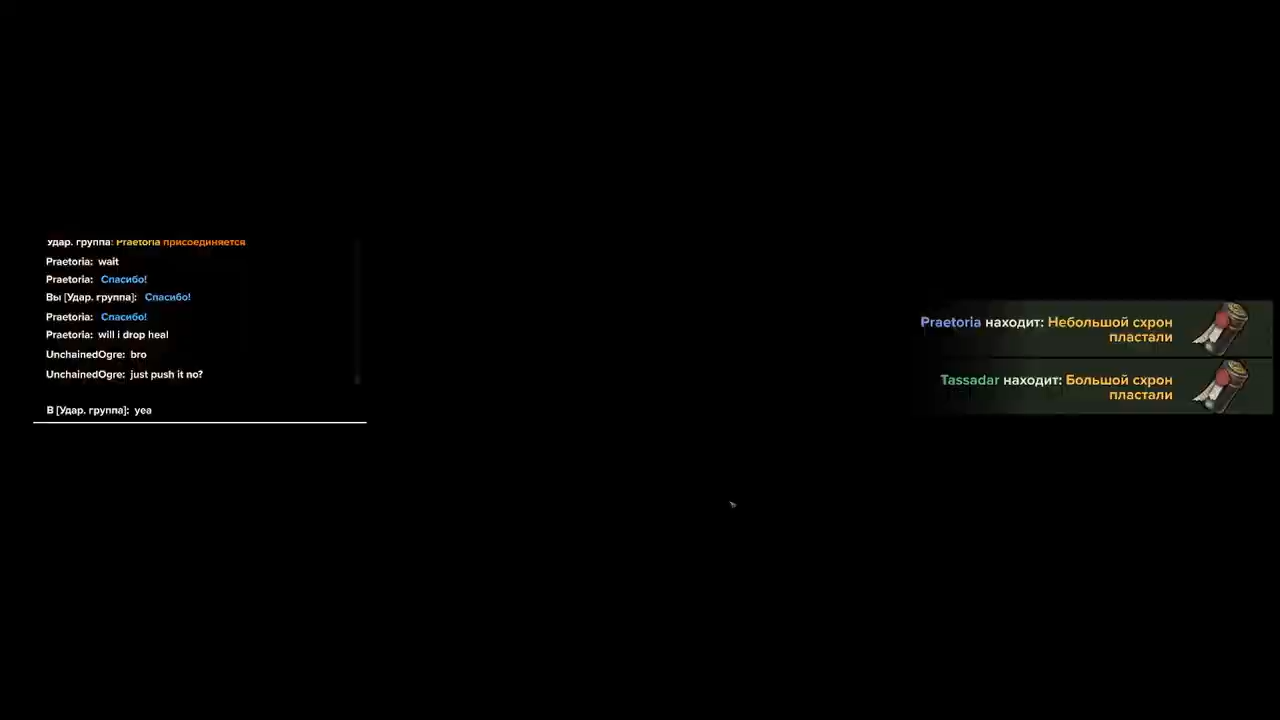 Удар. группа: Praetoria присоединяется
Praetoria: wait
Praetoria: Спасибо!
Вы [Удар. группа]: Спасибо!
Praetoria: Спасибо!
Praetoria: will i drop heal
UnchainedOgre: bro
UnchainedOgre: just push it no?
В [Удар. группа]: yea
Praetoria находит: Небольшой схрон
пластали
Tassadar находит: Большой схрон
пластали